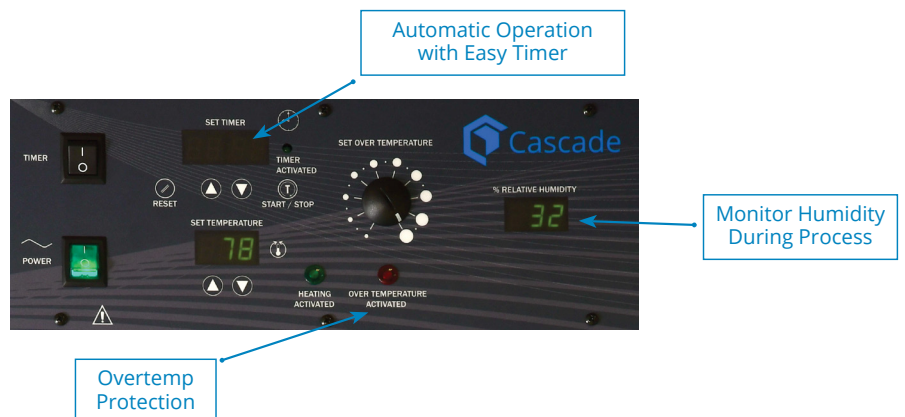 Automatic Operation
with Easy Timer
SET TIMER
TIMER
TIMER
ACTIVATED
SET OVER TEMPERATURE
Cascade
I
O
RESET
START / STOP
% RELATIVE HUMIDITY
32
Monitor Humidity
During Process
SET TEMPERATURE
78
POWER
I
HEATING
ACTIVATED
OVER TEMPERATURE
ACTIVATED
Overtemp
Protection